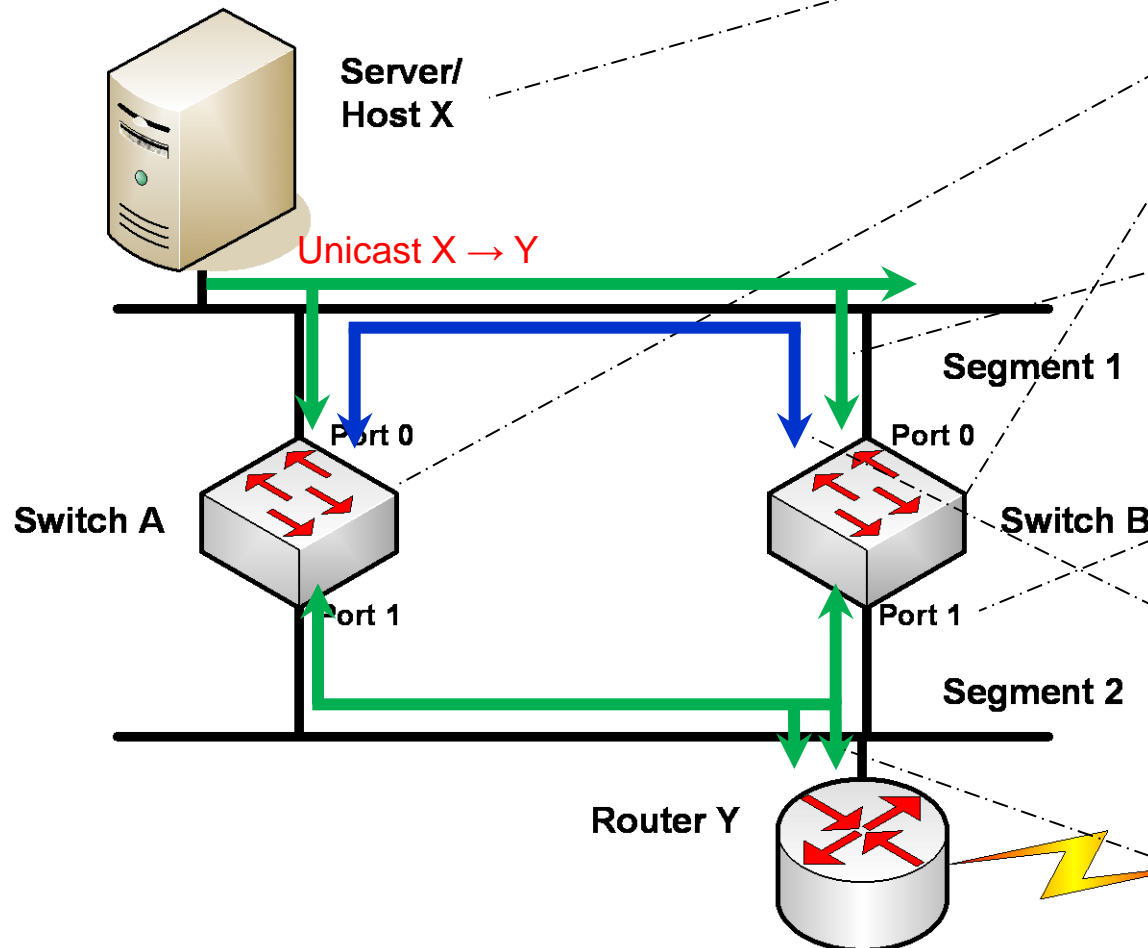 Server/
Host X
Unicast X → Y
Segment 1
Port 0
Port 0
Switch A
Switch B
Port 1
Port 1
Segment 2
Router Y